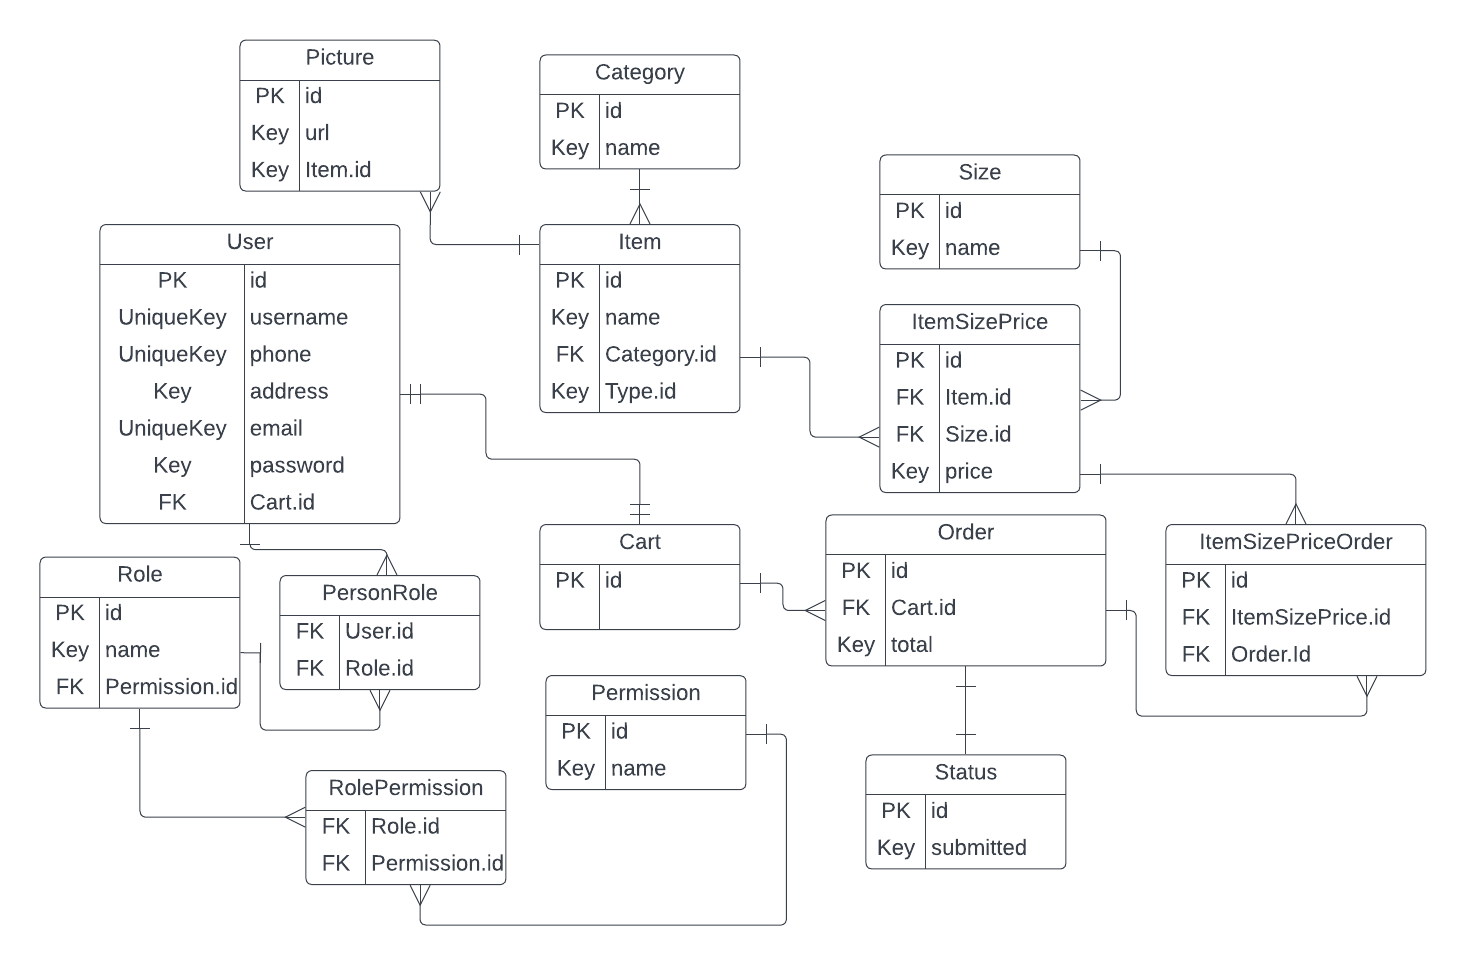 Picture
PK id
Key url
Key Item.id
Category
PK id
Key name
Size
PK id
Key name
User
PK id
UniqueKey username
UniqueKey phone
Key address
UniqueKey email
Key password
FK Cart.id
Item
PK id
Key name
FK Category.id
Key Type.id
ItemSizePrice
PK id
FK Item.id
FK Size.id
Key price
Cart
PK id
Order
PK id
FK Cart.id
Key total
ItemSizePriceOrder
PK id
FK ItemSizePrice.id
FK Order.Id
Role
PK id
Key name
FK Permission.id
PersonRole
FK User.id
FK Role.id
Permission
PK id
Key name
RolePermission
FK Role.id
FK Permission.id
Status
PK id
Key submitted